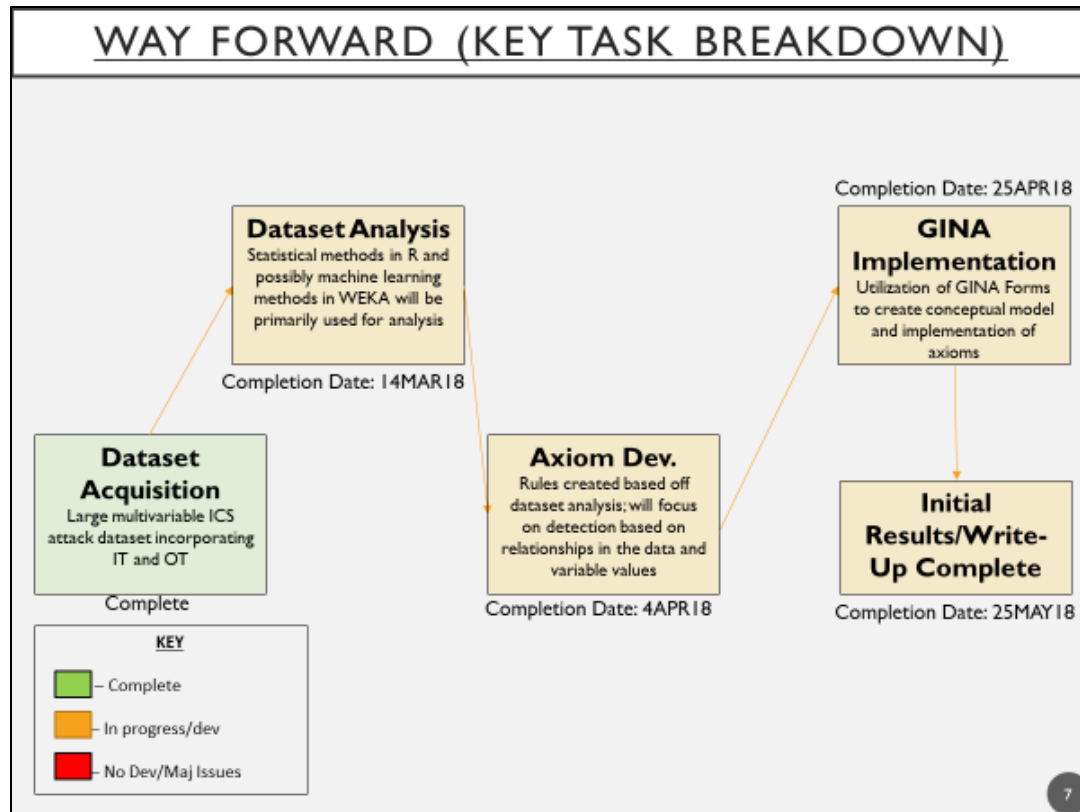 WAY FORWARD (KEY TASK BREAKDOWN)
Dataset
Acquisition
Large multivariable ICS
attack dataset incorporating
IT and OT
Complete
Dataset Analysis
Statistical methods in R and
possibly machine learning
methods in WEKA will be
primarily used for analysis
Completion Date: 14MAR18
Axiom Dev.
Rules created based off
dataset analysis; will focus
on detection based on
relationships in the data and
variable values
Completion Date: 4APR18
Completion Date: 25APR18
GINA
Implementation
Utilization of GINA Forms
to create conceptual model
and implementation of
axioms
Initial
Results/Write-
Up Complete
Completion Date: 25MAY18
KEY
– Complete
– In progress/dev
– No Dev/Maj Issues
7